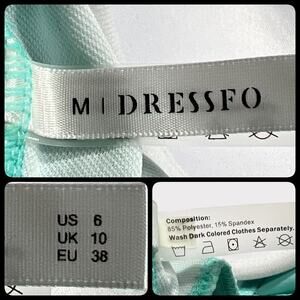 M | DRESSFO
US 6
UK 10
EU 38
Composition:
85% Polyester, 15% Spandex
Wash Dark Colored Clothes Separately.